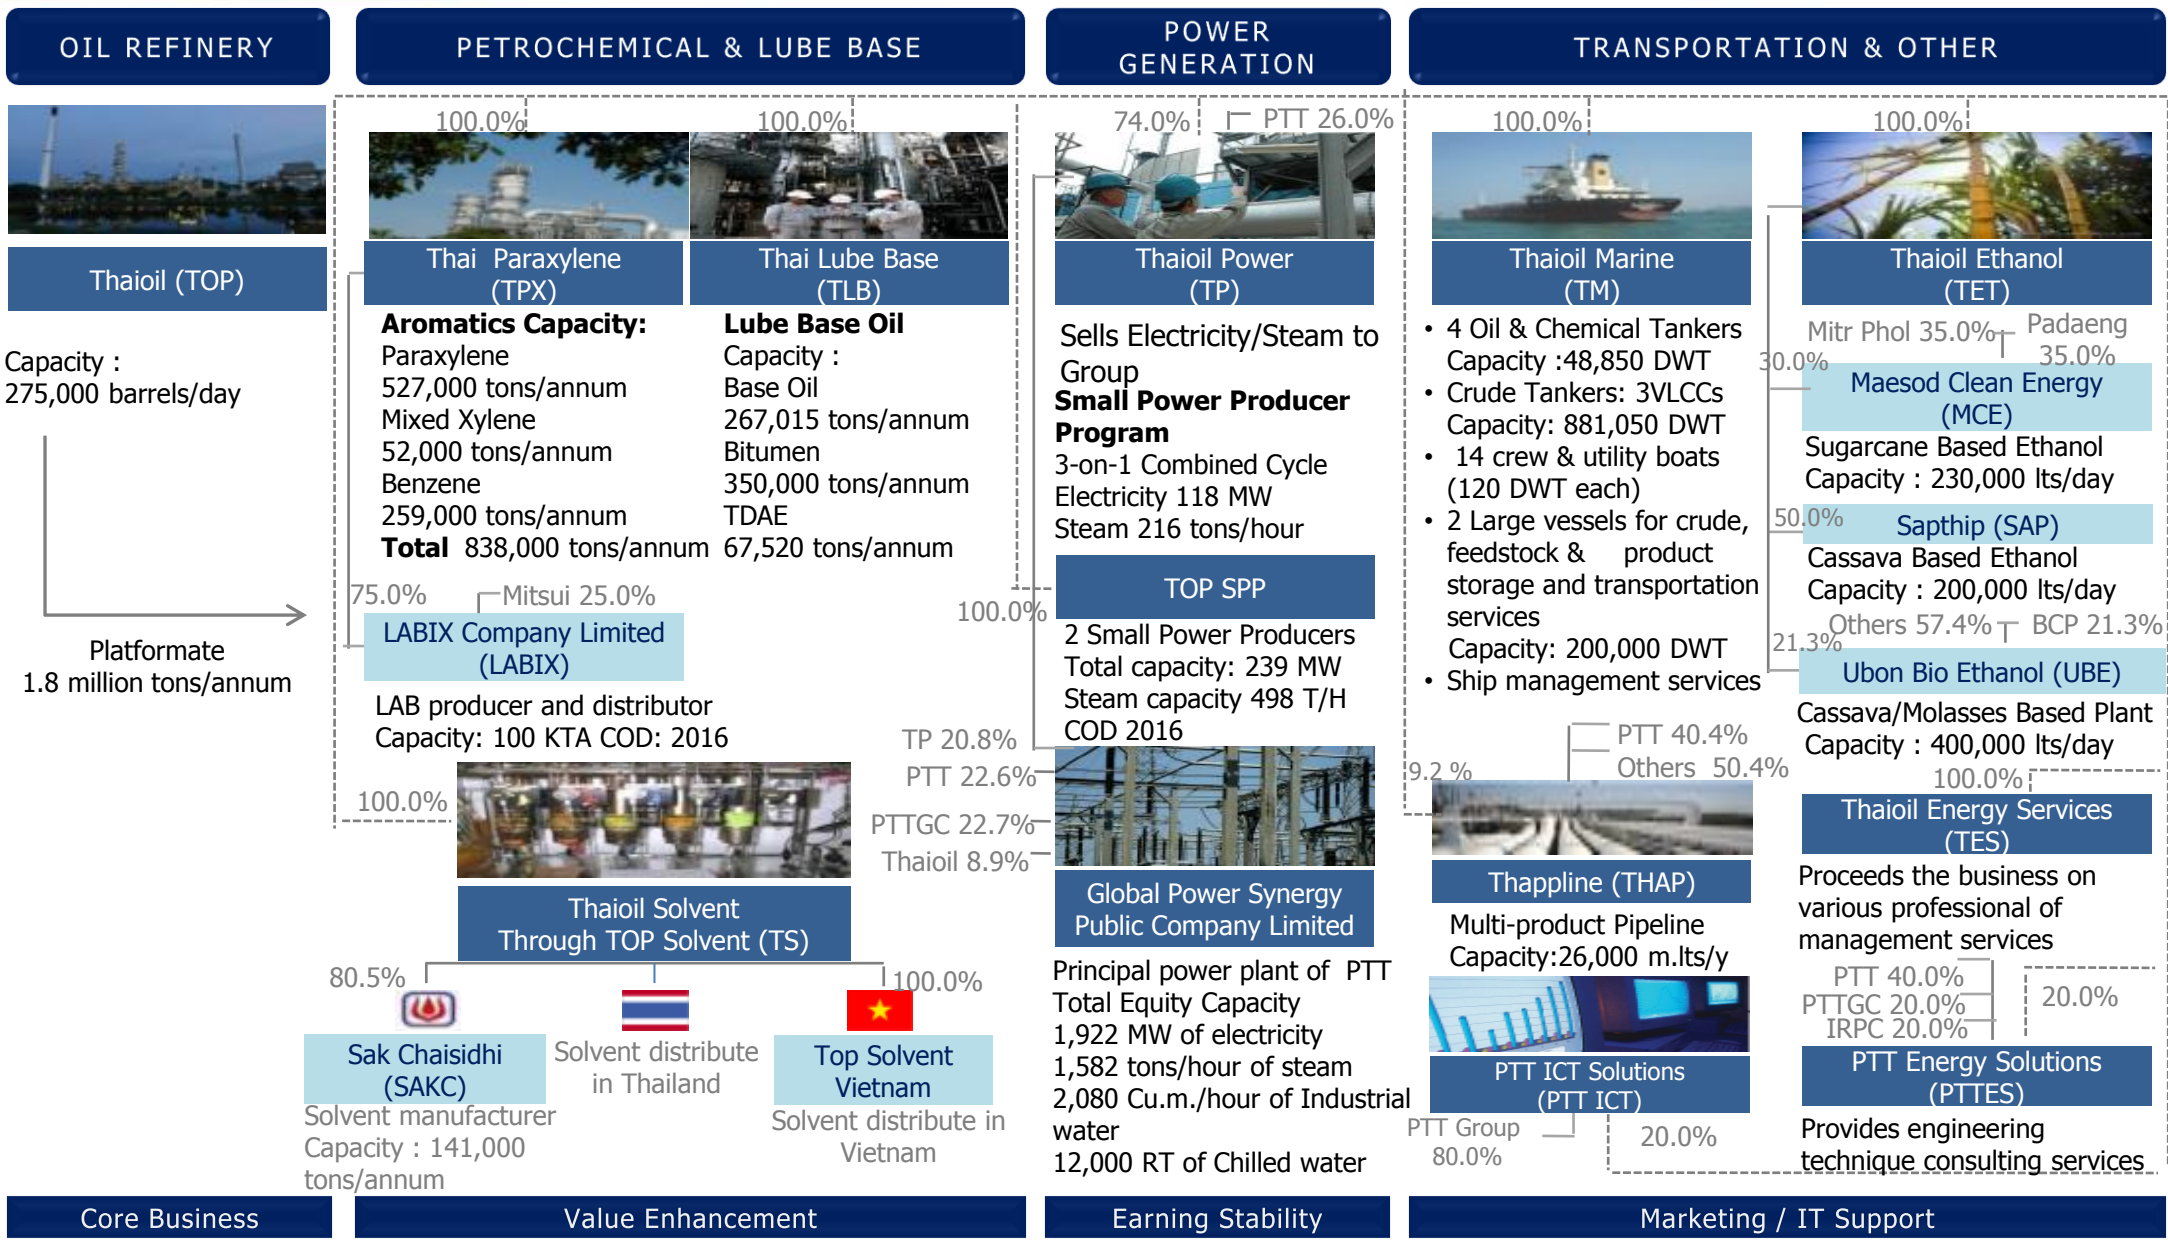 OIL REFINERY
PETROCHEMICAL & LUBE BASE
POWER
GENERATION
TRANSPORTATION & OTHER
Thaioil (TOP)
Capacity :
275,000 barrels/day
Platformate
1.8 million tons/annum
100.0%
Thai Paraxylene
(TPX)
Aromatics Capacity:
Paraxylene
527,000 tons/annum
Mixed Xylene
52,000 tons/annum
Benzene
259,000 tons/annum
Total 838,000 tons/annum
100.0%
Thai Lube Base
(TLB)
Lube Base Oil
Capacity :
Base Oil
267,015 tons/annum
Bitumen
350,000 tons/annum
TDAE
67,520 tons/annum
75.0%
Mitsui 25.0%
LABIX Company Limited
(LABIX)
LAB producer and distributor
Capacity: 100 KTA COD: 2016
100.0%
Thaioil Solvent
Through TOP Solvent (TS)
80.5%
100.0%
Sak Chaisidhi
(SAKC)
Solvent manufacturer
Capacity : 141,000
tons/annum
Solvent distribute
in Thailand
Top Solvent
Vietnam
Solvent distribute in
Vietnam
74.0%
PTT 26.0%
Thaioil Power
(TP)
Sells Electricity/Steam to
Group
Small Power Producer
Program
3-on-1 Combined Cycle
Electricity 118 MW
Steam 216 tons/hour
100.0%
TOP SPP
2 Small Power Producers
Total capacity: 239 MW
Steam capacity 498 T/H
COD 2016
TP 20.8%
PTT 22.6%
PTTGC 22.7%
Thaioil 8.9%
Global Power Synergy
Public Company Limited
Principal power plant of PTT
Total Equity Capacity
1,922 MW of electricity
1,582 tons/hour of steam
2,080 Cu.m./hour of Industrial
water
12,000 RT of Chilled water
100.0%
Thaioil Marine
(TM)
• 4 Oil & Chemical Tankers
Capacity :48,850 DWT
• Crude Tankers: 3VLCCs
Capacity: 881,050 DWT
• 14 crew & utility boats
(120 DWT each)
• 2 Large vessels for crude,
feedstock & product
storage and transportation
services
Capacity: 200,000 DWT
• Ship management services
PTT 40.4%
Others 50.4%
9.2 %
Thappline (THAP)
Multi-product Pipeline
Capacity:26,000 m.lts/y
PTT ICT Solutions
(PTT ICT)
PTT Group
80.0%
20.0%
100.0%
Thaioil Ethanol
(TET)
Mitr Phol 35.0%
Padaeng
35.0%
30.0%
Maesod Clean Energy
(MCE)
Sugarcane Based Ethanol
Capacity : 230,000 lts/day
50.0%
Sapthip (SAP)
Cassava Based Ethanol
Capacity : 200,000 lts/day
Others 57.4%
BCP 21.3%
21.3%
Ubon Bio Ethanol (UBE)
Cassava/Molasses Based Plant
Capacity : 400,000 lts/day
100.0%
Thaioil Energy Services
(TES)
Proceeds the business on
various professional of
management services
PTT 40.0%
PTTGC 20.0%
IRPC 20.0%
20.0%
PTT Energy Solutions
(PTTES)
Provides engineering
technique consulting services
Core Business
Value Enhancement
Earning Stability
Marketing / IT Support